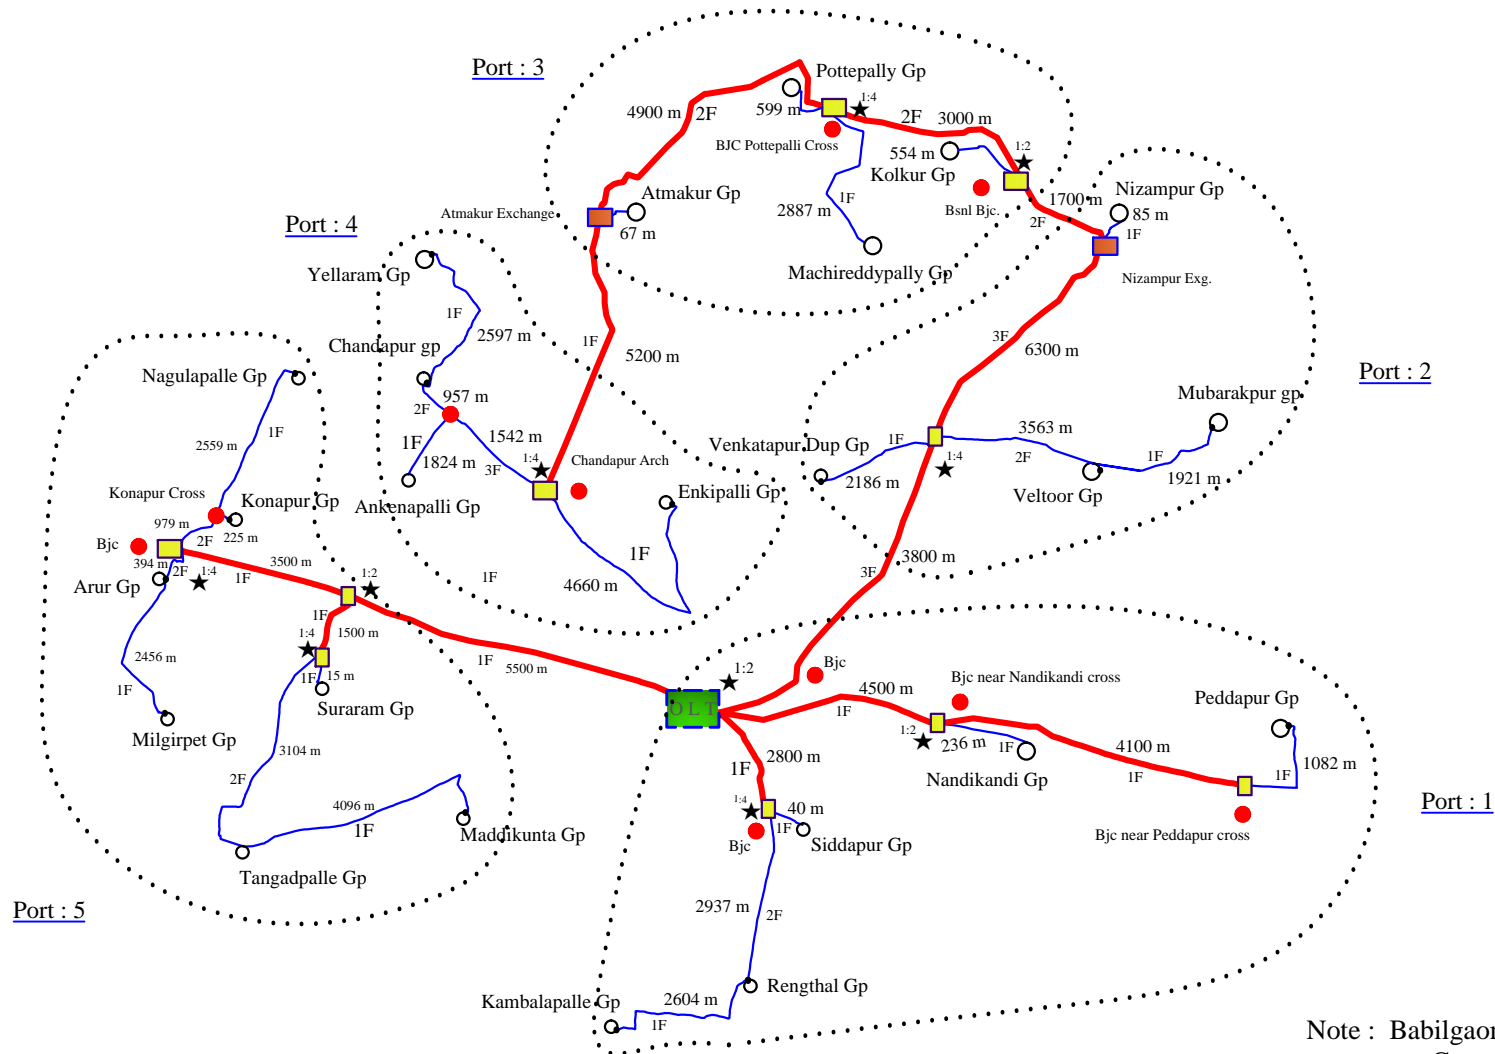 Port : 3
Pottepally Gp
4900 m
2F
599 m
1:4
2F
3000 m
BJC Pottepalli Cross
554 m
Kolkur Gp
1:2
Nizampur Gp
1700 m
85 m
1F
2F
Bsnl Bjc.
1F
2887 m
Machireddypally Gp
Nizampur Exg.
Atmakur Gp
Atmakur Exchange
67 m
Port : 4
Yellaram Gp
1F
2597 m
1F
5200 m
Chandapur gp
957 m
2F
1F
1824 m
1542 m
3F
1:4
Chandapur Arch
Ankenapalli Gp
Enkipalli Gp
1F
4660 m
1F
3F
6300 m
Port : 2
Mubarakpur gp
Venkatapur Dup Gp
1F
3563 m
2F
1F
1921 m
2186 m
1:4
Veltoor Gp
3800 m
3F
Nagulapalle Gp
2559 m
1F
Konapur Cross
Konapur Gp
979 m
2F
225 m
Bjc
394 m
2F
1:4
Arur Gp
3500 m
1F
1:2
1F
1500 m
1:4
1F
15 m
Suraram Gp
2456 m
1F
Milgirpet Gp
3104 m
2F
4096 m
1F
Maddikunta Gp
Tangadpalle Gp
Port : 5
1F
5500 m
OLT
1:2
Bjc
4500 m
1F
Bjc near Nandikandi cross
1:2
236 m
1F
Nandikandi Gp
4100 m
1F
Peddapur Gp
1082 m
1F
Bjc near Peddapur cross
Port : 1
2800 m
1F
1:4
40 m
1F
Bjc
Siddapur Gp
2937 m
2F
Rengthal Gp
Kambalapalle Gp
2604 m
1F
Note : Babilgaon